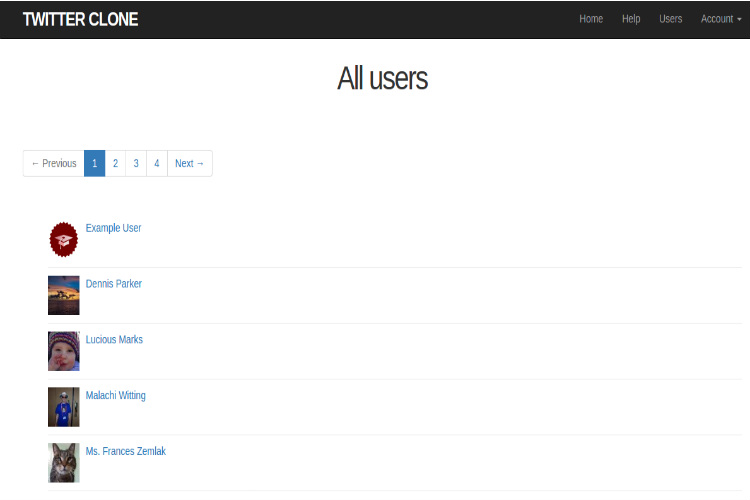 TWITTER CLONE Home Help Users Account
All users
← Previous 1 2 3 4 Next →
Example User
Dennis Parker
Lucious Marks
Malachi Witting
Ms. Frances Zemlak